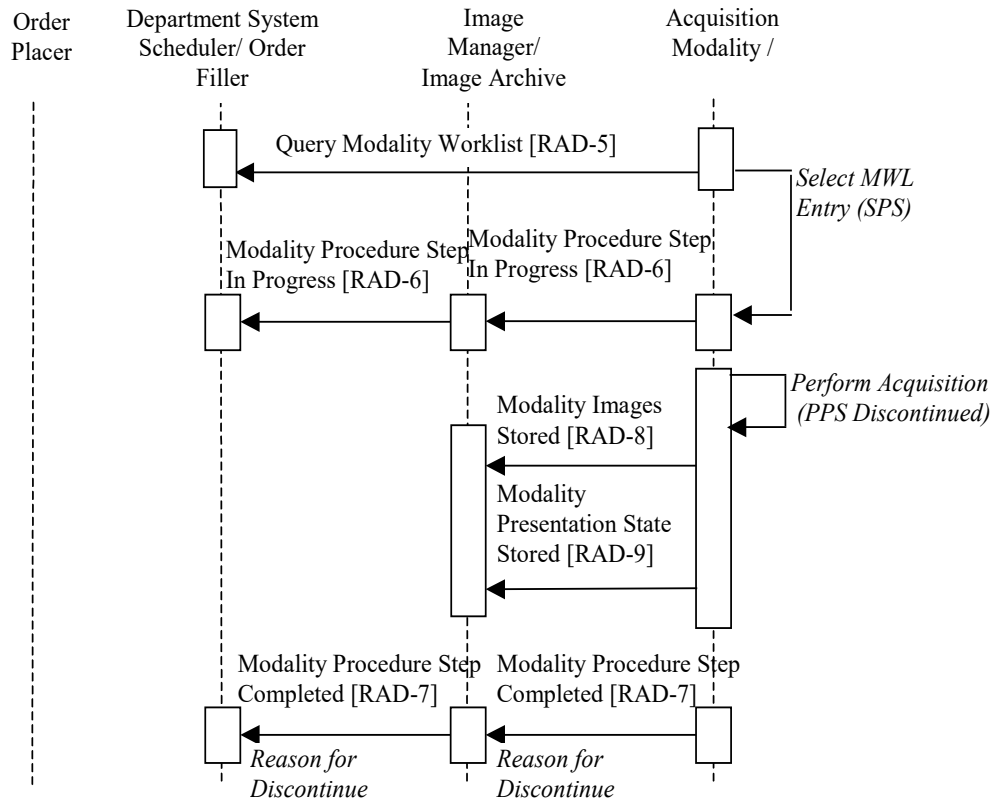 Order
Placer
Department System
Scheduler/ Order
Filler
Image
Manager/
Image Archive
Acquisition
Modality /
Query Modality Worklist [RAD-5]
Select MWL
Entry (SPS)
Modality Procedure Step
In Progress [RAD-6]
Modality Procedure Step
In Progress [RAD-6]
Perform Acquisition
(PPS Discontinued)
Modality Images
Stored [RAD-8]
Modality
Presentation State
Stored [RAD-9]
Modality Procedure Step
Completed [RAD-7]
Modality Procedure Step
Completed [RAD-7]
Reason for
Discontinue
Reason for
Discontinue